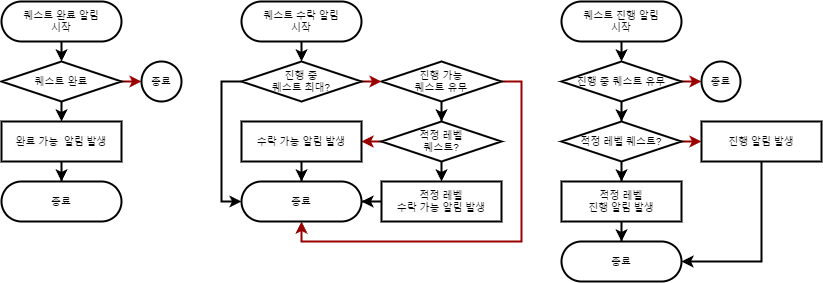 퀘스트 완료 알림
시작
퀘스트 완료
종료
완료 가능 알림 발생
종료
퀘스트 수락 알림
시작
진행 중
퀘스트 최대?
진행 가능
퀘스트 유무
적정 레벨
퀘스트?
수락 가능 알림 발생
적정 레벨
수락 가능 알림 발생
종료
퀘스트 진행 알림
시작
진행 중 퀘스트 유무
종료
적정 레벨 퀘스트?
진행 알림 발생
적정 레벨
진행 알림 발생
종료